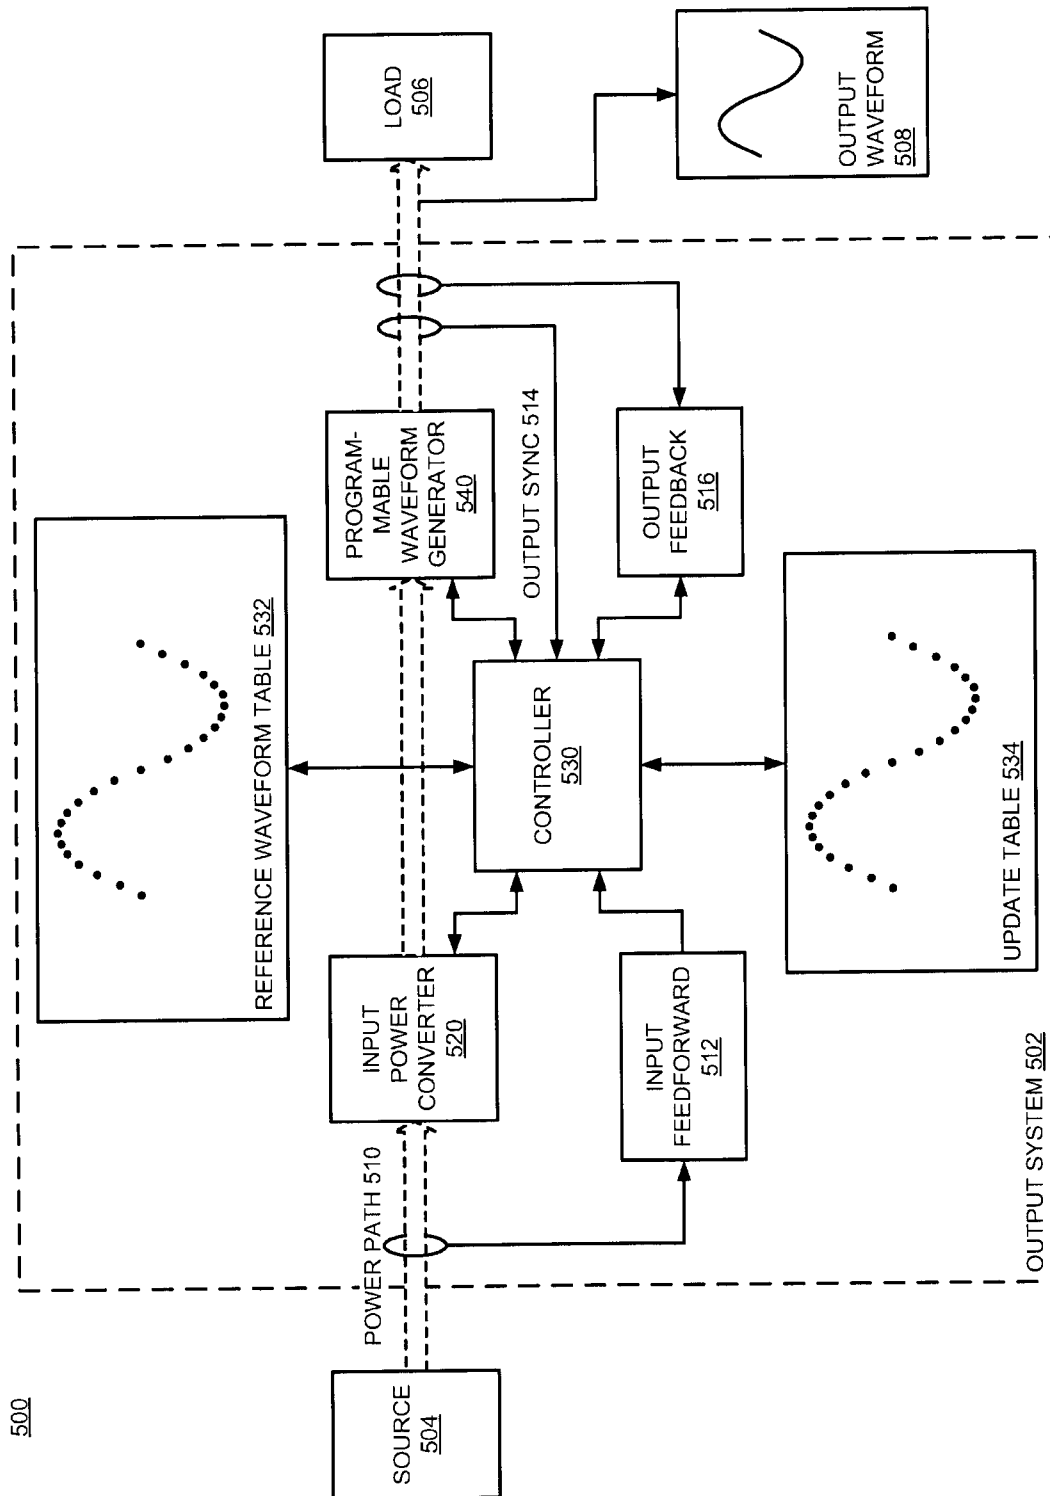 500
REFERENCE WAVEFORM TABLE 532
SOURCE
504
POWER PATH 510
INPUT
POWER
CONVERTER
520
PROGRAM-
MABLE
WAVEFORM
GENERATOR
540
LOAD
506
OUTPUT SYNC 514
CONTROLLER
530
INPUT
FEEDFORWARD
512
OUTPUT
FEEDBACK
516
OUTPUT
WAVEFORM
508
UPDATE TABLE 534
OUTPUT SYSTEM 502